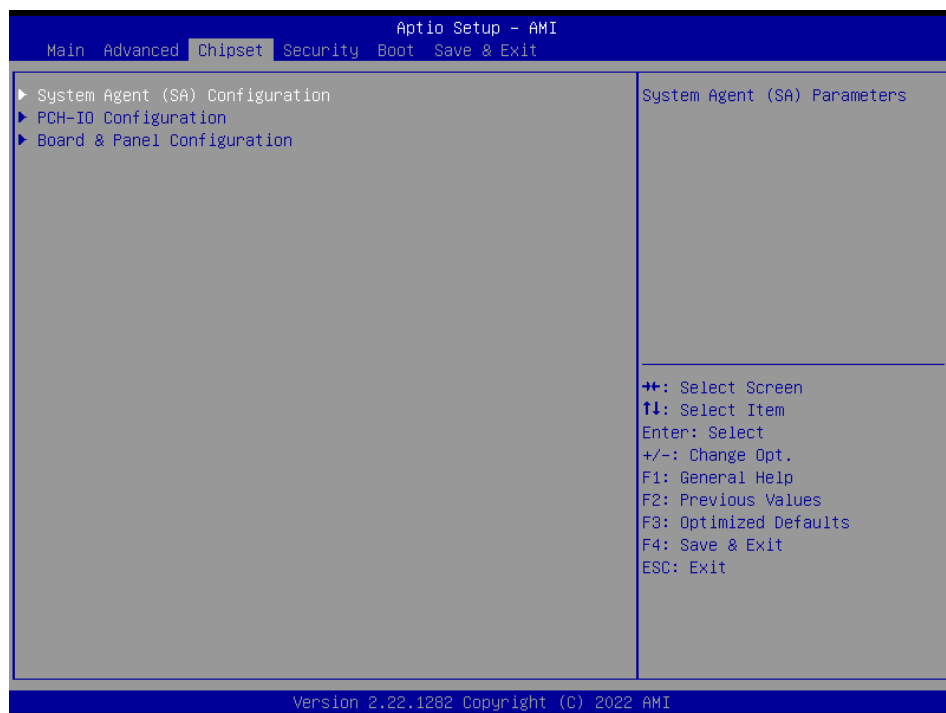 Aptio Setup - AMI
Main Advanced Chipset Security Boot Save & Exit
▶ System Agent (SA) Configuration
▶ PCH-IO Configuration
▶ Board & Panel Configuration
System Agent (SA) Parameters
→←: Select Screen
↑↓: Select Item
Enter: Select
+/-: Change Opt.
F1: General Help
F2: Previous Values
F3: Optimized Defaults
F4: Save & Exit
ESC: Exit
Version 2.22.1282 Copyright (C) 2022 AMI